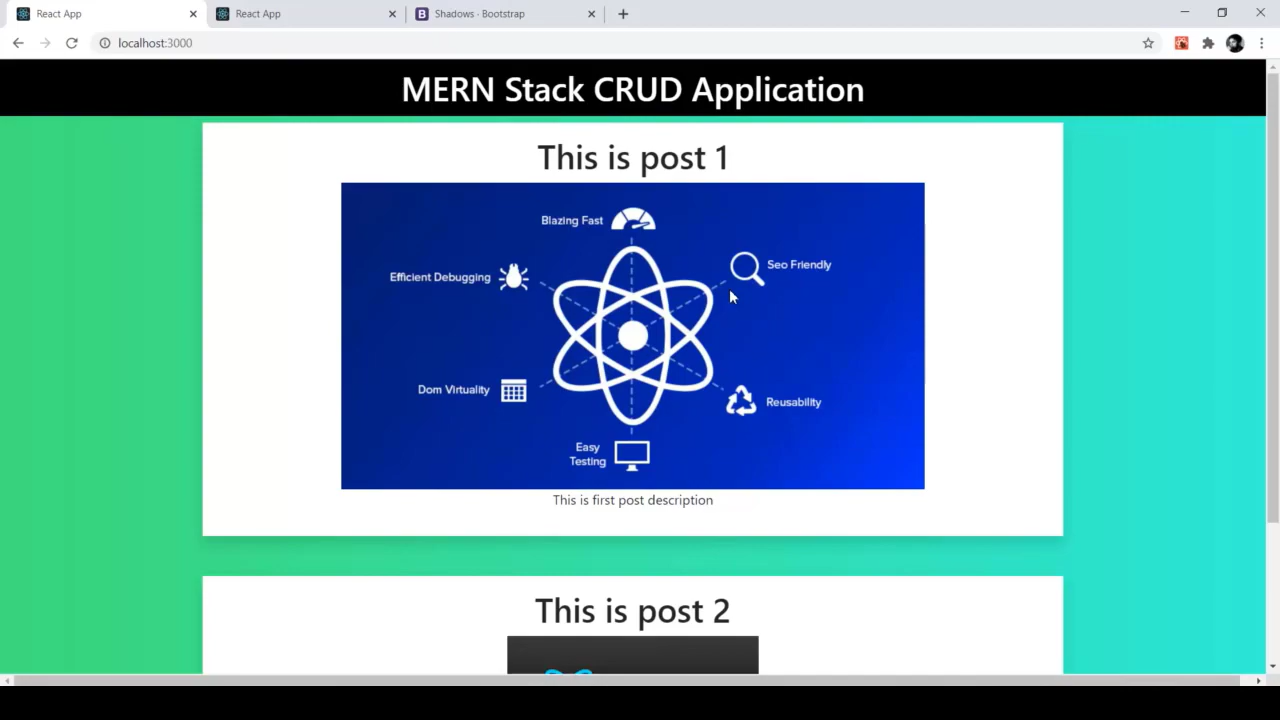 React App
React App
Shadows · Bootstrap
localhost:3000
MERN Stack CRUD Application
This is post 1
Blazing Fast
Seo Friendly
Efficient Debugging
Dom Virtuality
Reusability
Easy
Testing
This is first post description
This is post 2